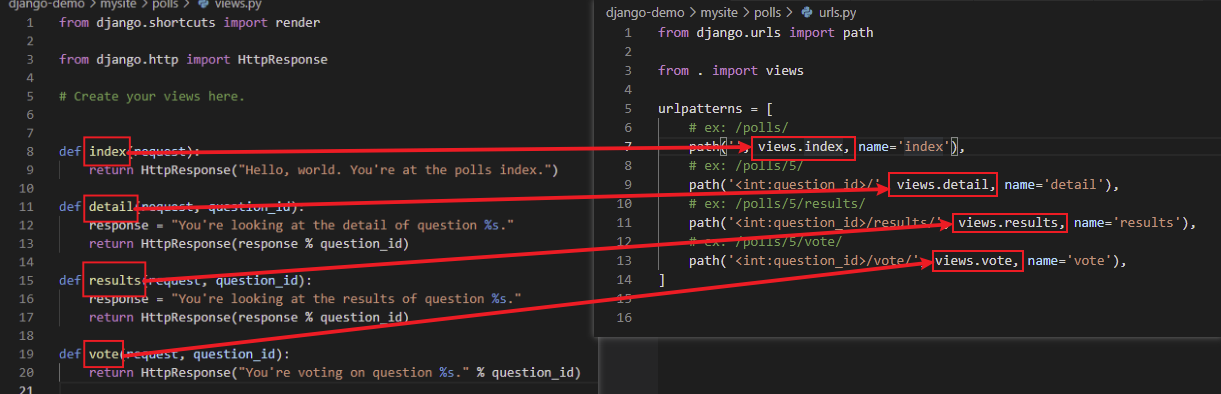 django-demo > mysite > polls > views.py
1 from django.shortcuts import render
2
3 from django.http import HttpResponse
4
5 # Create your views here.
6
7
8 def index(request):
9 return HttpResponse("Hello, world. You're at the polls index.")
10
11 def detail(request, question_id):
12 response = "You're looking at the detail of question %s."
13 return HttpResponse(response % question_id)
14
15 def results(request, question_id):
16 response = "You're looking at the results of question %s."
17 return HttpResponse(response % question_id)
18
19 def vote(request, question_id):
20 return HttpResponse("You're voting on question %s." % question_id)
21
django-demo > mysite > polls > urls.py
1 from django.urls import path
2
3 from . import views
4
5 urlpatterns = [
6 # ex: /polls/
7 path('', views.index, name='index'),
8 # ex: /polls/5/
9 path('<int:question_id>/', views.detail, name='detail'),
10 # ex: /polls/5/results/
11 path('<int:question_id>/results/', views.results, name='results'),
12 # ex: /polls/5/vote/
13 path('<int:question_id>/vote/', views.vote, name='vote'),
14 ]
15
16